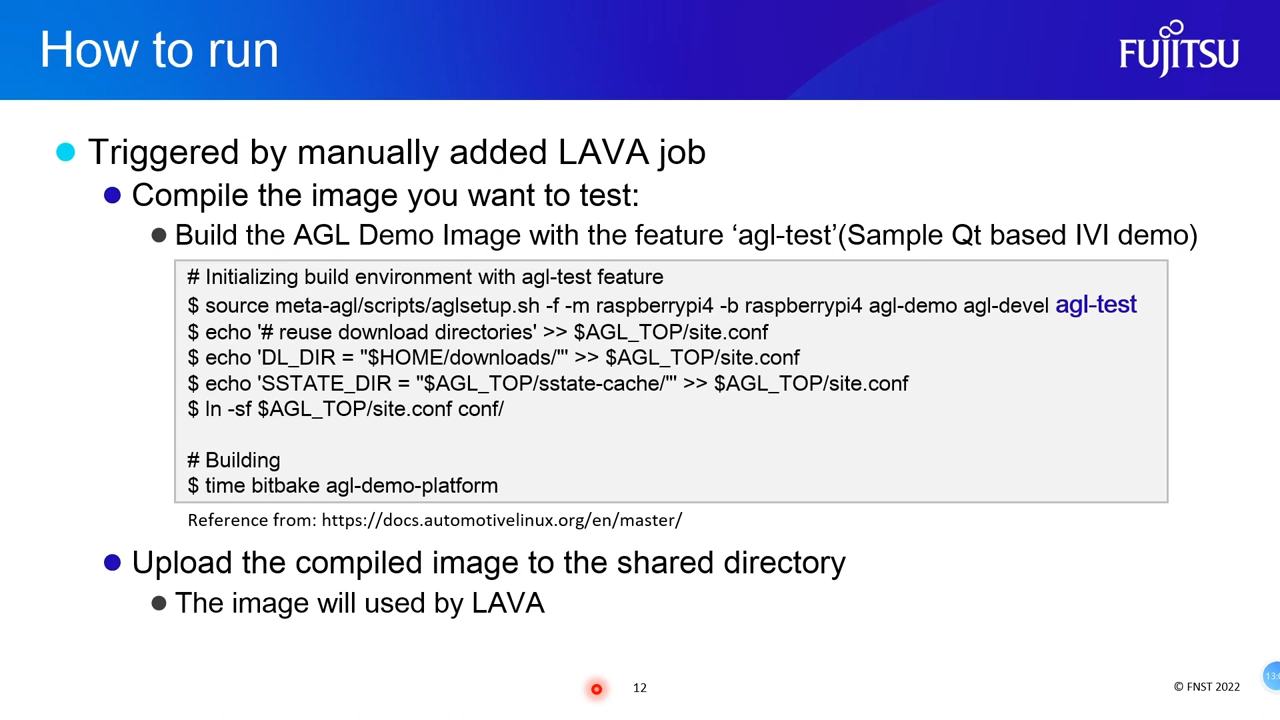 How to run
FUJITSU
Triggered by manually added LAVA job
Compile the image you want to test:
Build the AGL Demo Image with the feature ‘agl-test’(Sample Qt based IVI demo)
# Initializing build environment with agl-test feature
$ source meta-agl/scripts/aglsetup.sh -f -m raspberrypi4 -b raspberrypi4 agl-demo agl-devel agl-test
$ echo '# reuse download directories' >> $AGL_TOP/site.conf
$ echo 'DL_DIR = "$HOME/downloads/"' >> $AGL_TOP/site.conf
$ echo 'SSTATE_DIR = "$AGL_TOP/sstate-cache/"' >> $AGL_TOP/site.conf
$ ln -sf $AGL_TOP/site.conf conf/
# Building
$ time bitbake agl-demo-platform
Reference from: https://docs.automotivelinux.org/en/master/
Upload the compiled image to the shared directory
The image will used by LAVA
12
© FNST 2022